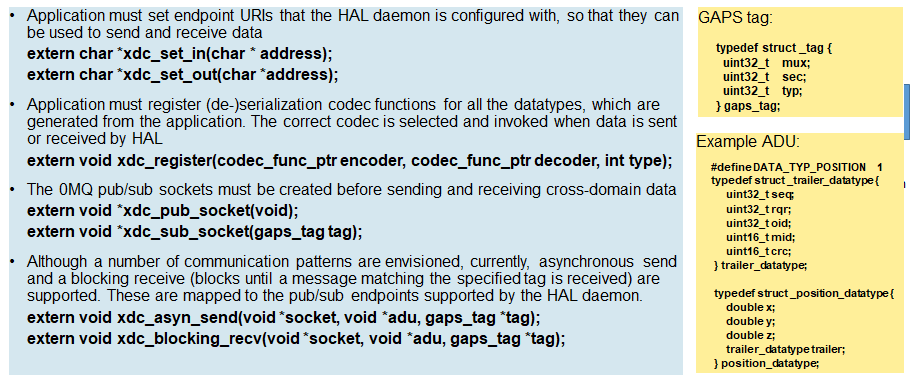 • Application must set endpoint URIs that the HAL daemon is configured with, so that they can
be used to send and receive data
extern char *xdc_set_in(char * address);
extern char *xdc_set_out(char *address);
• Application must register (de-)serialization codec functions for all the datatypes, which are
generated from the application. The correct codec is selected and invoked when data is sent
or received by HAL
extern void xdc_register(codec_func_ptr encoder, codec_func_ptr decoder, int type);
• The 0MQ pub/sub sockets must be created before sending and receiving cross-domain data
extern void *xdc_pub_socket(void);
extern void *xdc_sub_socket(gaps_tag tag);
• Although a number of communication patterns are envisioned, currently, asynchronous send
and a blocking receive (blocks until a message matching the specified tag is received) are
supported. These are mapped to the pub/sub endpoints supported by the HAL daemon.
extern void xdc_asyn_send(void *socket, void *adu, gaps_tag *tag);
extern void xdc_blocking_recv(void *socket, void *adu, gaps_tag *tag);
GAPS tag:
typedef struct _tag {
uint32_t mux;
uint32_t sec;
uint32_t typ;
} gaps_tag;
Example ADU:
#define DATA_TYP_POSITION 1
typedef struct _trailer_datatype {
uint32_t seq;
uint32_t rqr;
uint32_t oid;
uint16_t mid;
uint16_t crc;
} trailer_datatype;
typedef struct _position_datatype {
double x;
double y;
double z;
trailer_datatype trailer;
} position_datatype;